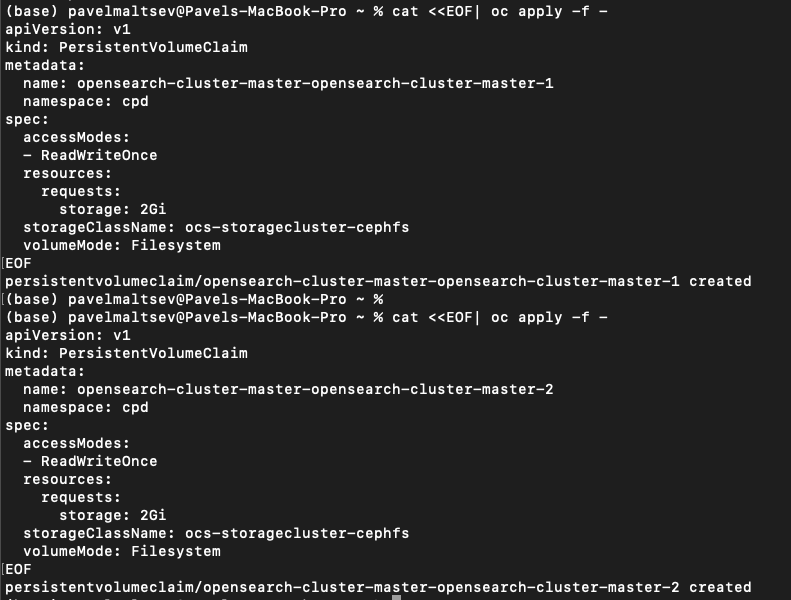 (base) pavelmaltsev@Pavels-MacBook-Pro ~ % cat <<EOF| oc apply -f -
apiVersion: v1
kind: PersistentVolumeClaim
metadata:
  name: opensearch-cluster-master-opensearch-cluster-master-1
  namespace: cpd
spec:
  accessModes:
  - ReadWriteOnce
  resources:
    requests:
      storage: 2Gi
  storageClassName: ocs-storagecluster-cephfs
  volumeMode: Filesystem
EOF
persistentvolumeclaim/opensearch-cluster-master-opensearch-cluster-master-1 created
(base) pavelmaltsev@Pavels-MacBook-Pro ~ %
(base) pavelmaltsev@Pavels-MacBook-Pro ~ % cat <<EOF| oc apply -f -
apiVersion: v1
kind: PersistentVolumeClaim
metadata:
  name: opensearch-cluster-master-opensearch-cluster-master-2
  namespace: cpd
spec:
  accessModes:
  - ReadWriteOnce
  resources:
    requests:
      storage: 2Gi
  storageClassName: ocs-storagecluster-cephfs
  volumeMode: Filesystem
EOF
persistentvolumeclaim/opensearch-cluster-master-opensearch-cluster-master-2 created